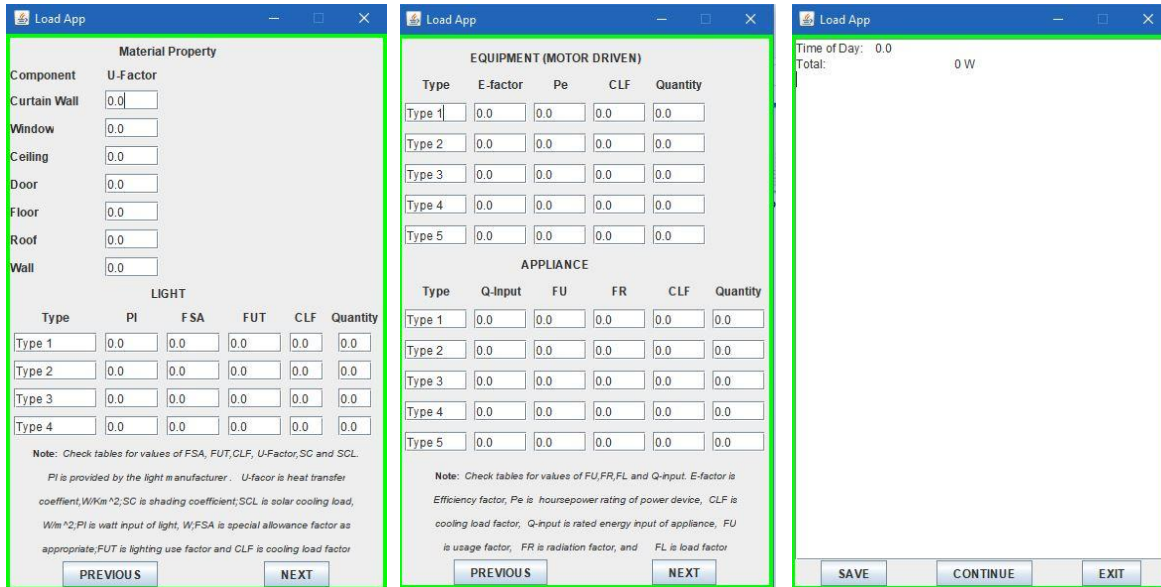 Load App
Material Property
Component U-Factor
Curtain Wall 0.0
Window 0.0
Ceiling 0.0
Door 0.0
Floor 0.0
Roof 0.0
Wall 0.0
LIGHT
Type PI FSA FUT CLF Quantity
Type 1 0.0 0.0 0.0 0.0 0.0
Type 2 0.0 0.0 0.0 0.0 0.0
Type 3 0.0 0.0 0.0 0.0 0.0
Type 4 0.0 0.0 0.0 0.0 0.0
Note: Check tables for values of FSA, FUT,CLF, U-Factor,SC and SCL.
PI is provided by the light manufacturer . U-facor is heat transfer
coeffient,W/Km^2;SC is shading coefficient;SCL is solar cooling load,
W/m^2;PI is watt input of light, W;FSA is special allowance factor as
appropriate;FUT is lighting use factor and CLF is cooling load factor
PREVIOUS NEXT
Load App
EQUIPMENT (MOTOR DRIVEN)
Type E-factor Pe CLF Quantity
Type 1 0.0 0.0 0.0 0.0
Type 2 0.0 0.0 0.0 0.0
Type 3 0.0 0.0 0.0 0.0
Type 4 0.0 0.0 0.0 0.0
Type 5 0.0 0.0 0.0 0.0
APPLIANCE
Type Q-Input FU FR CLF Quantity
Type 1 0.0 0.0 0.0 0.0 0.0
Type 2 0.0 0.0 0.0 0.0 0.0
Type 3 0.0 0.0 0.0 0.0 0.0
Type 4 0.0 0.0 0.0 0.0 0.0
Type 5 0.0 0.0 0.0 0.0 0.0
Note: Check tables for values of FU,FR,FL and Q-input. E-factor is
Efficiency factor, Pe is hoursepower rating of power device, CLF is
cooling load factor, Q-input is rated energy input of appliance, FU
is usage factor, FR is radiation factor, and FL is load factor
PREVIOUS NEXT
Load App
Time of Day: 0.0
Total: 0 W
SAVE CONTINUE EXIT